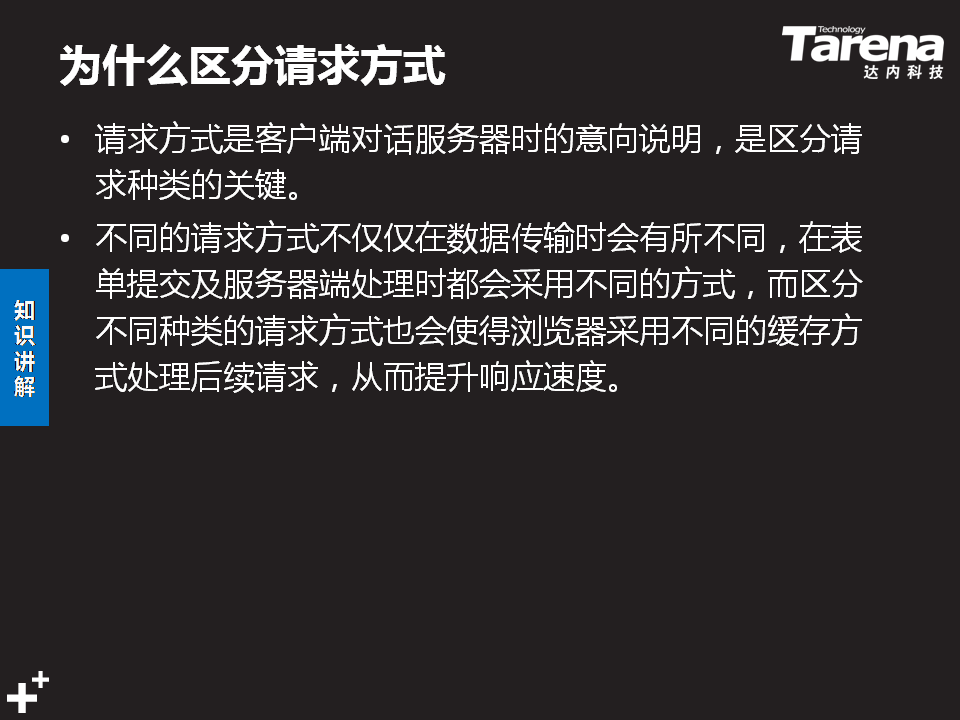 为什么区分请求方式
Technology
Tarena
达内科技
• 请求方式是客户端对话服务器时的意向说明，是区分请
求种类的关键。
• 不同的请求方式不仅仅在数据传输时会有所不同，在表
单提交及服务器端处理时都会采用不同的方式，而区分
不同种类的请求方式也会使得浏览器采用不同的缓存方
式处理后续请求，从而提升响应速度。
知识讲解